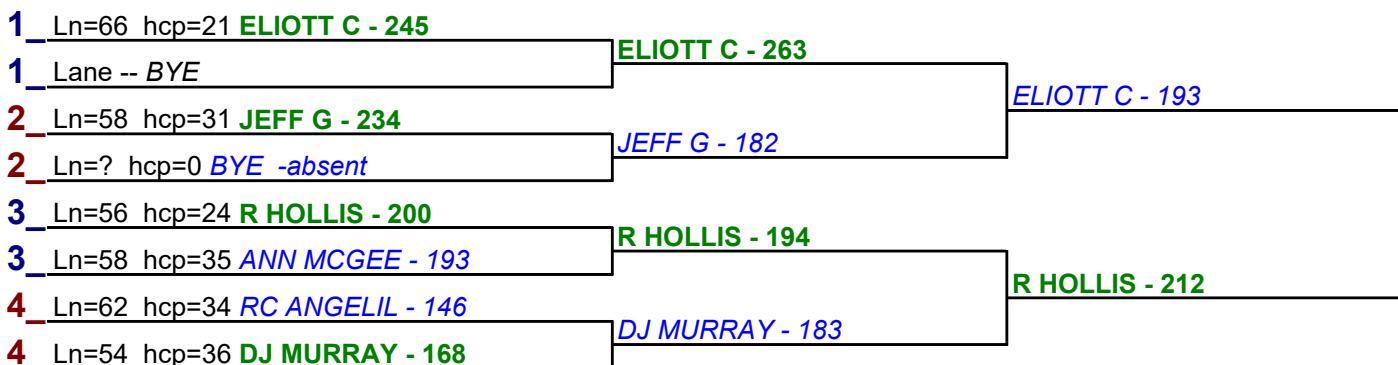 1_ Ln=66 hcp=21 ELIOTT C - 245
ELIOTT C - 263
1_ Lane -- BYE
ELIOTT C - 193
2_ Ln=58 hcp=31 JEFF G - 234
JEFF G - 182
2_ Ln=? hcp=0 BYE -absent
3_ Ln=56 hcp=24 R HOLLIS - 200
R HOLLIS - 194
3_ Ln=58 hcp=35 ANN MCGEE - 193
R HOLLIS - 212
4_ Ln=62 hcp=34 RC ANGELIL - 146
DJ MURRAY - 183
4 Ln=54 hcp=36 DJ MURRAY - 168